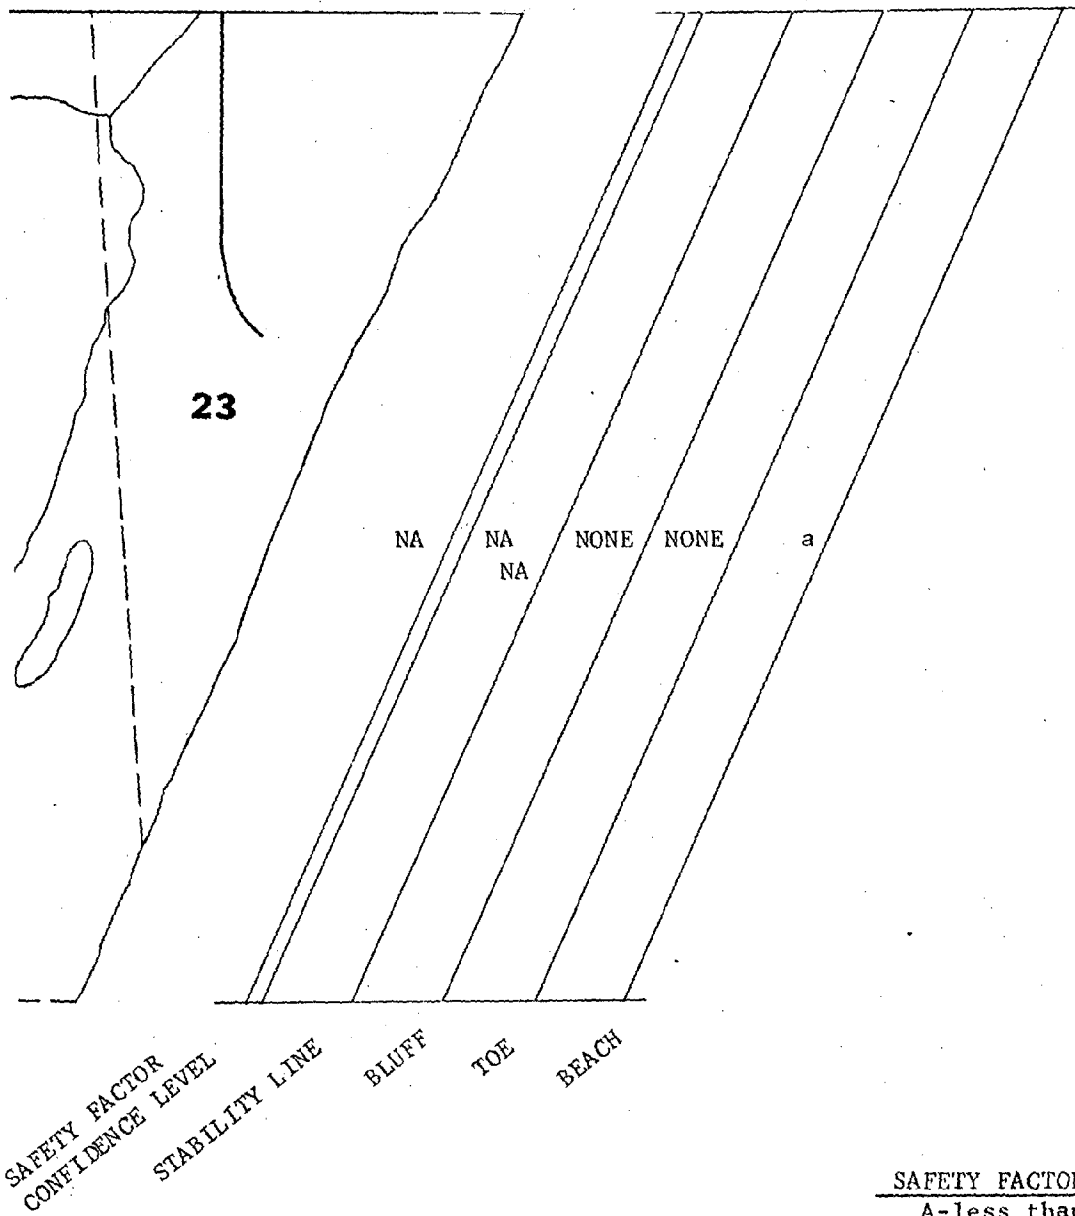 23
NA NA NONE NONE a
NA
SAFETY FACTOR
CONFIDENCE LEVEL
STABILITY LINE
BLUFF
TOE
BEACH
SAFETY FACTOR
A-less than